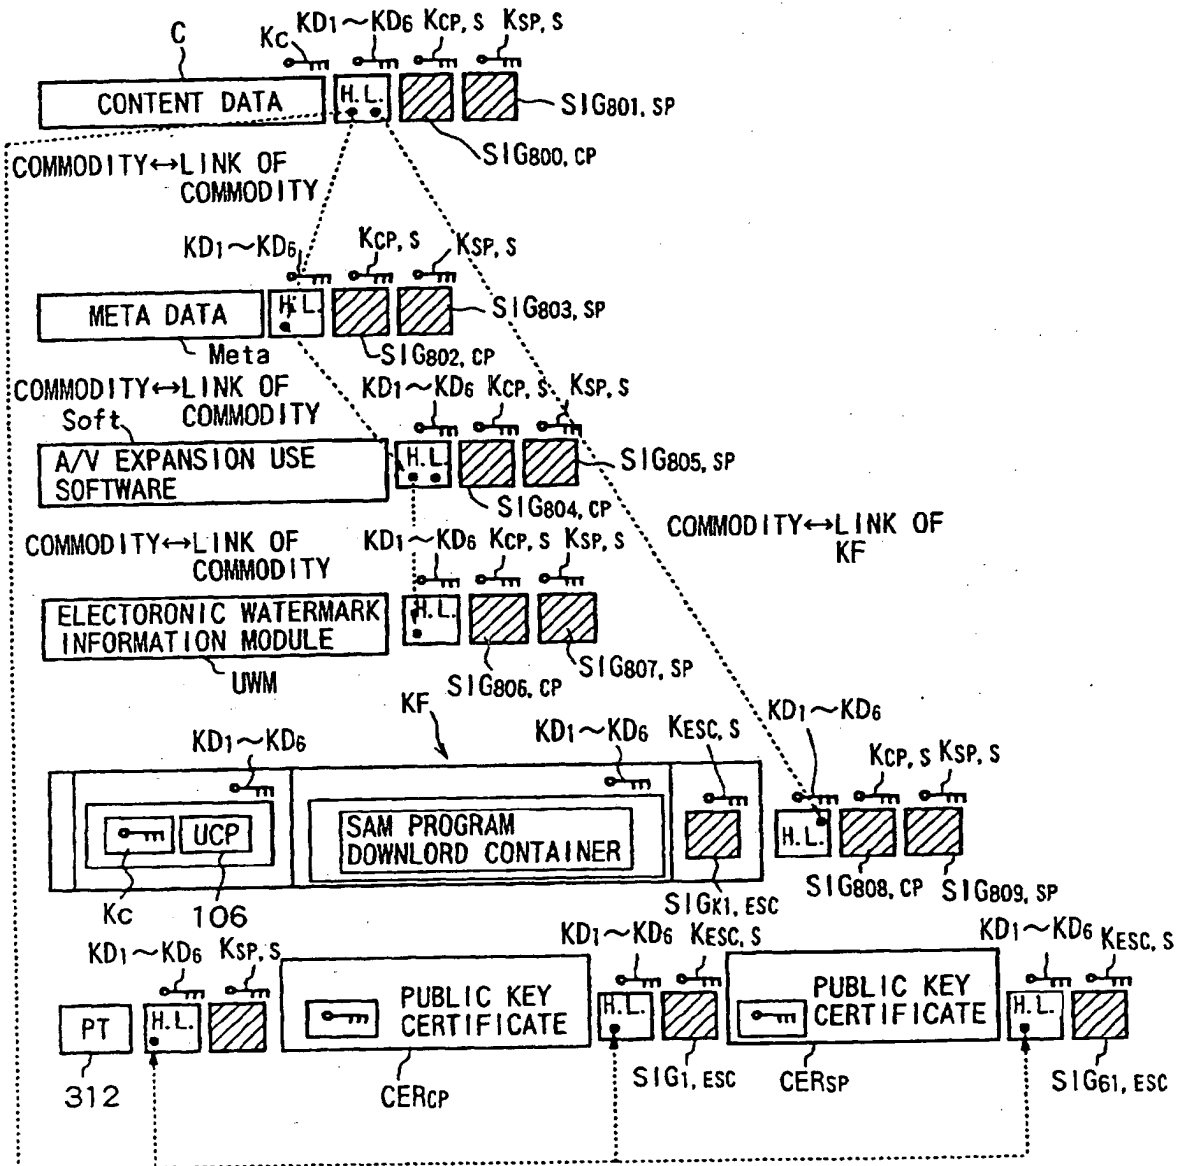 C
Kc
KD1〜KD6
KCP, S
KSP, S
CONTENT DATA
H. L.
SIG801, SP
SIG800, CP
COMMODITY↔LINK OF
COMMODITY
KD1〜KD6
KCP, S
KSP, S
META DATA
H. L.
SIG803, SP
Meta
SIG802, CP
COMMODITY↔LINK OF
COMMODITY
KD1〜KD6
KCP, S
KSP, S
Soft
A/V EXPANSION USE
SOFTWARE
H. L.
SIG805, SP
SIG804, CP
COMMODITY↔LINK OF
KF
COMMODITY↔LINK OF
COMMODITY
KD1〜KD6
KCP, S
KSP, S
ELECTORONIC WATERMARK
INFORMATION MODULE
H. L.
UWM
SIG806, CP
SIG807, SP
KF
KD1〜KD6
KD1〜KD6
KESC, S
KD1〜KD6
KCP, S
KSP, S
UCP
SAM PROGRAM
DOWNLORD CONTAINER
H. L.
Kc
106
SIGK1, ESC
SIG808, CP
SIG809, SP
KD1〜KD6
KSP, S
KD1〜KD6
KESC, S
KD1〜KD6
KESC, S
PT
H. L.
PUBLIC KEY
CERTIFICATE
H. L.
PUBLIC KEY
CERTIFICATE
H. L.
312
CERCP
SIG1, ESC
CERSP
SIG61, ESC